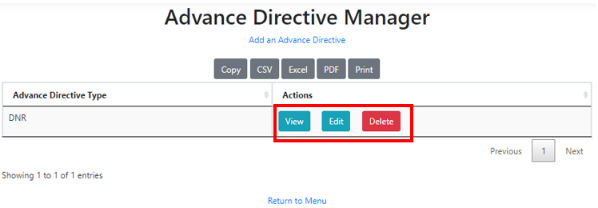 Advance Directive Manager
Add an Advance Directive
Copy CSV Excel PDF Print
Advance Directive Type Actions
DNR View Edit Delete
Previous 1 Next
Showing 1 to 1 of 1 entries
Return to Menu